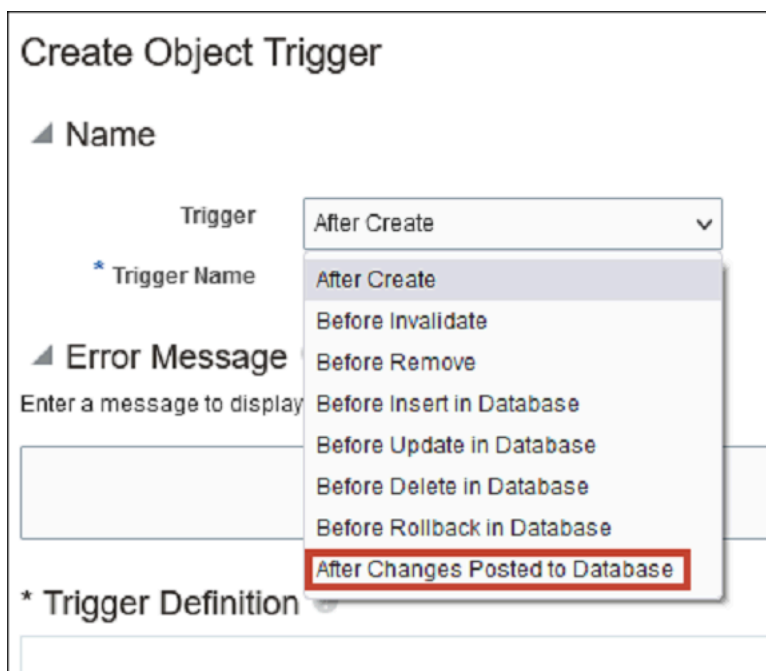 Create Object Trigger
Name
Trigger After Create
* Trigger Name After Create
Before Invalidate
Error Message Before Remove
Enter a message to display Before Insert in Database
Before Update in Database
Before Delete in Database
Before Rollback in Database
After Changes Posted to Database
* Trigger Definition